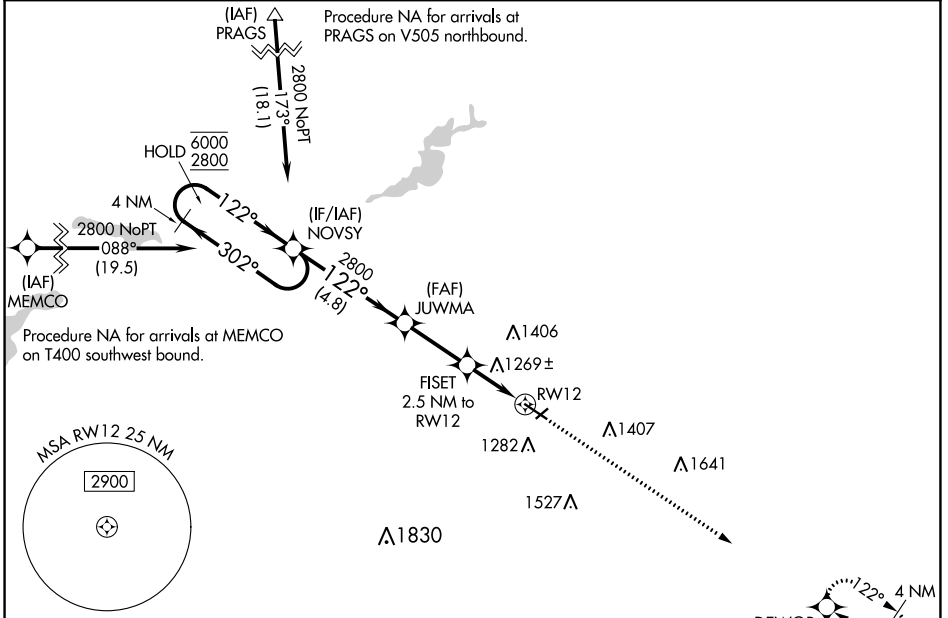 (IAF)
PRAGS
Procedure NA for arrivals at
PRAGS on V505 northbound.
2800 NoPT
173°
(18.1)
HOLD
6000
2800
4 NM
122°
302°
(IF/IAF)
NOVSY
2800 NoPT
088°
(19.5)
(IAF)
MEMCO
2800
122°
(4.8)
(FAF)
JUWMA
Procedure NA for arrivals at MEMCO
on T400 southwest bound.
1406
1269±
FISET
2.5 NM to
RW12
RW12
1407
1282
1641
MSA RW12 25 NM
2900
1527
1830
122°
4 NM